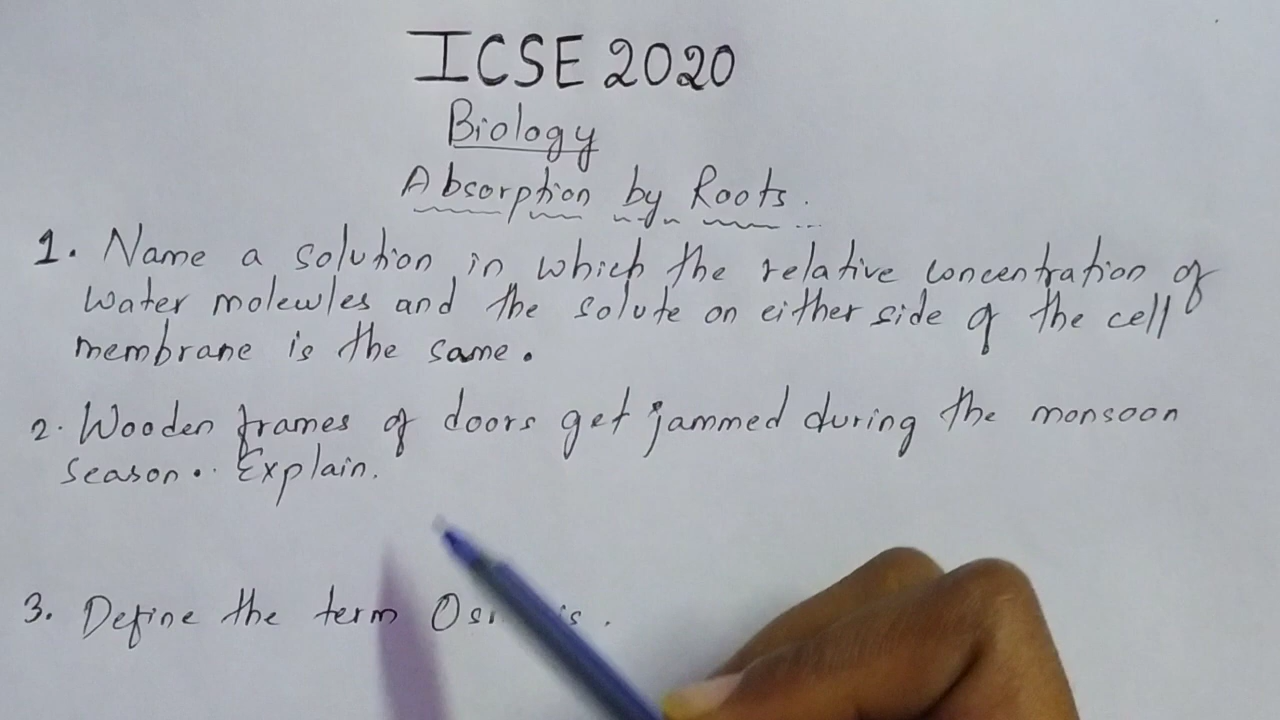 ICSE 2020
Biology
Absorption by Roots.
1. Name a solution in which the relative concentration of
water molecules and the solute on either side of the cell
membrane is the same.
2. Wooden frames of doors get jammed during the monsoon
season. Explain.
3. Define the term